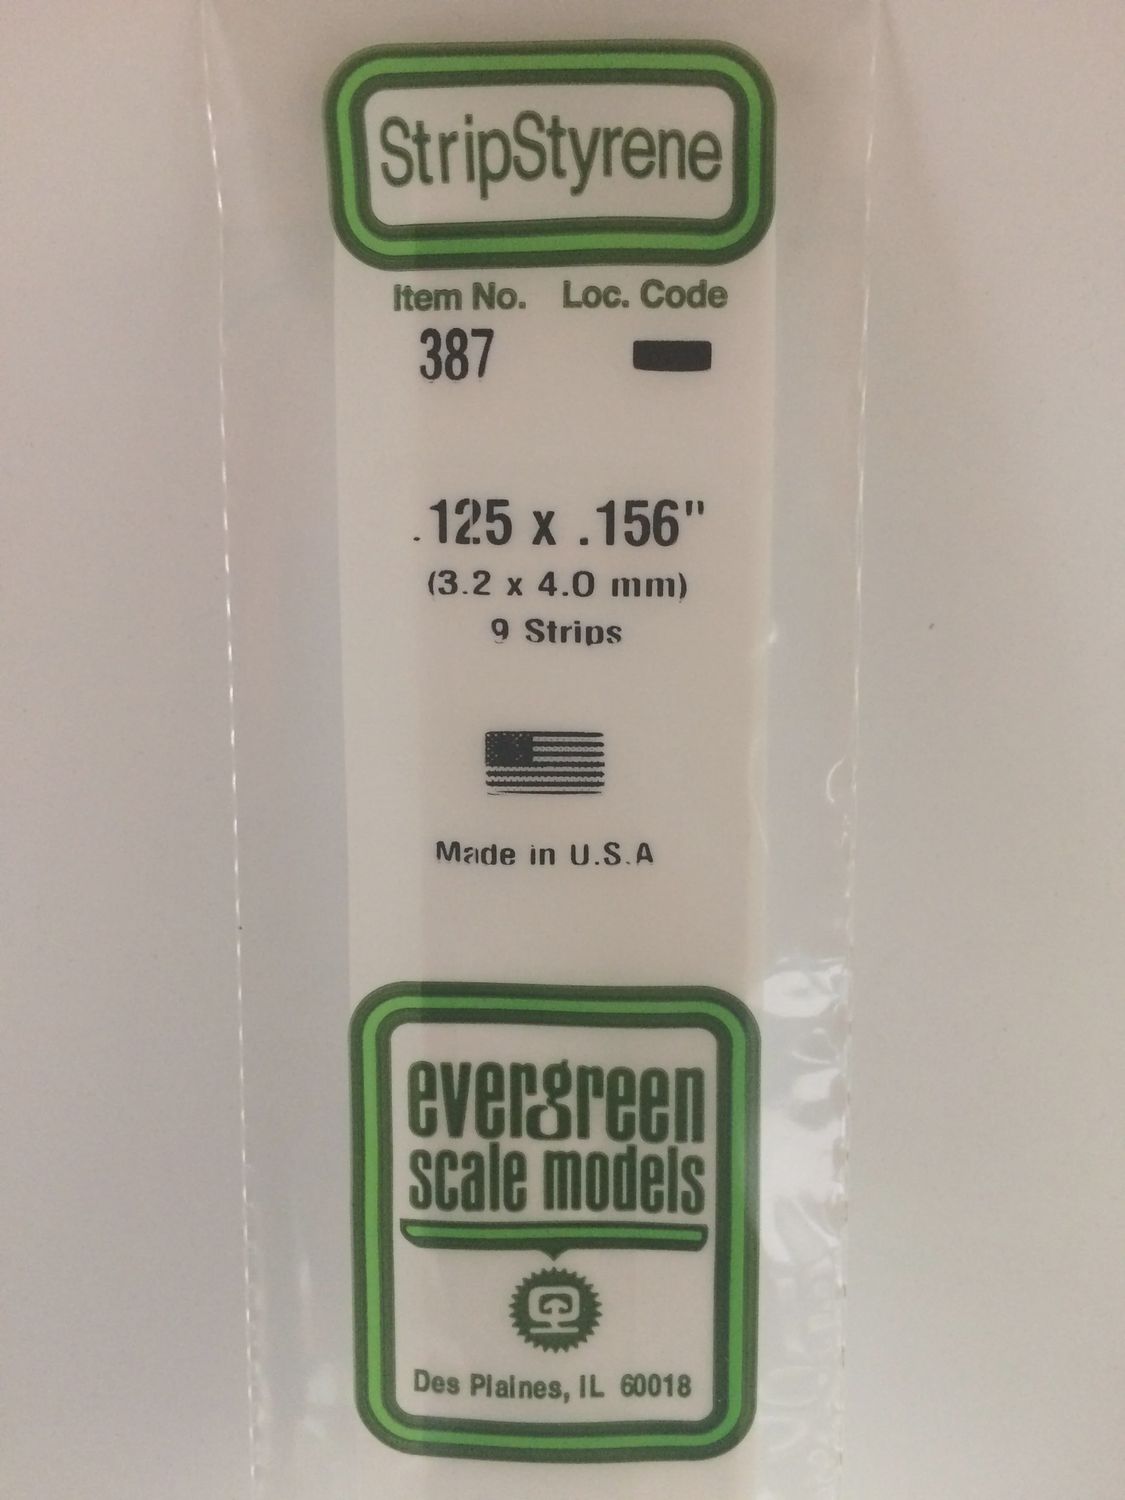 StripStyrene
Item No. Loc. Code
387
.125 x .156"
(3.2 x 4.0 mm)
9 Strips
Made in U.S.A
evergreen
scale models
Des Plaines, IL 60018